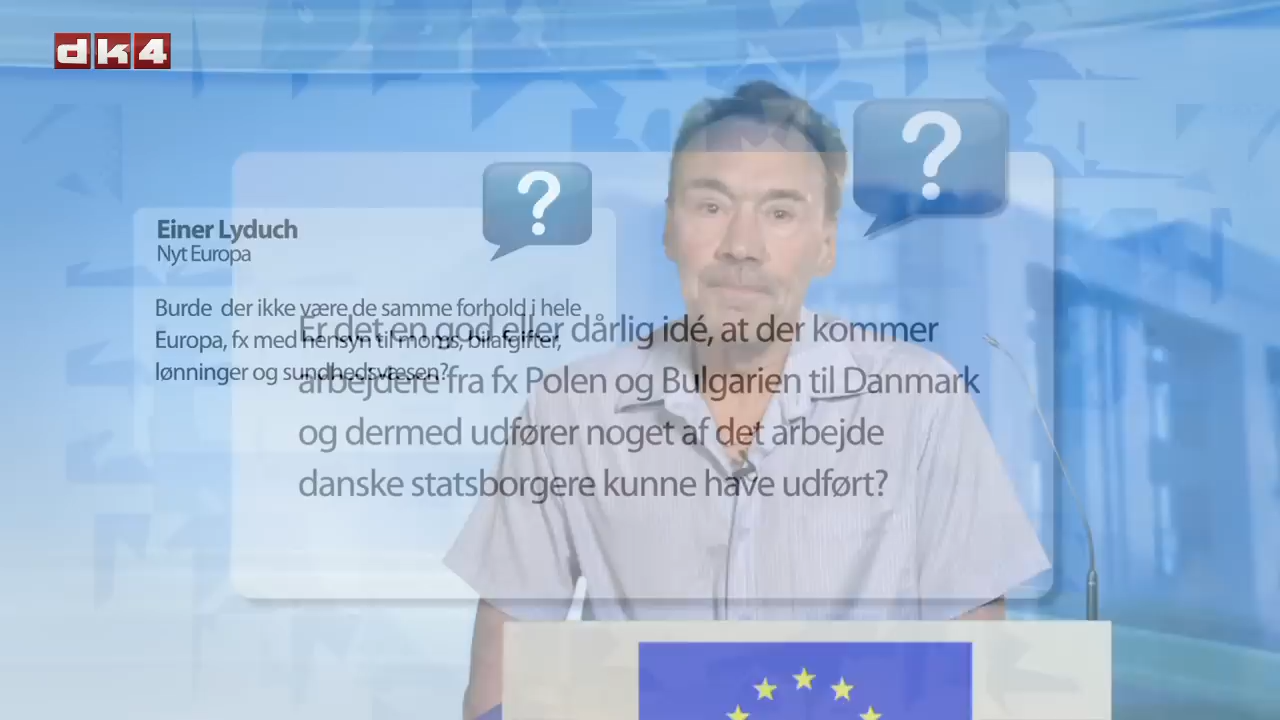 dk4
Einer Lyduch
Nyt Europa
Burde der ikke være de samme forhold i hele
Europa, fx med hensyn til moms, bilafgifter,
lønninger og sundhedsvæsen?
Er det en god eller dårlig idé, at der kommer
arbejdere fra fx Polen og Bulgarien til Danmark
og dermed udfører noget af det arbejde
danske statsborgere kunne have udført?